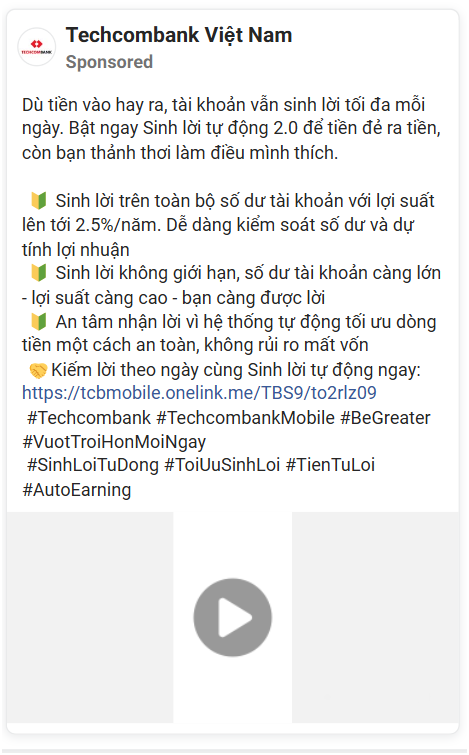 Techcombank Việt Nam
TECHCOMBANK
Sponsored
Dù tiền vào hay ra, tài khoản vẫn sinh lời tối đa mỗi
ngày. Bật ngay Sinh lời tự động 2.0 để tiền đẻ ra tiền,
còn bạn thảnh thơi làm điều mình thích.
Sinh lời trên toàn bộ số dư tài khoản với lợi suất
lên tới 2.5%/năm. Dễ dàng kiểm soát số dư và dự
tính lợi nhuận
Sinh lời không giới hạn, số dư tài khoản càng lớn
- lợi suất càng cao - bạn càng được lời
An tâm nhận lời vì hệ thống tự động tối ưu dòng
tiền một cách an toàn, không rủi ro mất vốn
Kiếm lời theo ngày cùng Sinh lời tự động ngay:
https://tcbmobile.onelink.me/TBS9/to2rlz09
#Techcombank #TechcombankMobile #BeGreater
#VuotTroiHonMoiNgay
#SinhLoiTuDong #ToiUuSinhLoi #TienTuLoi
#AutoEarning